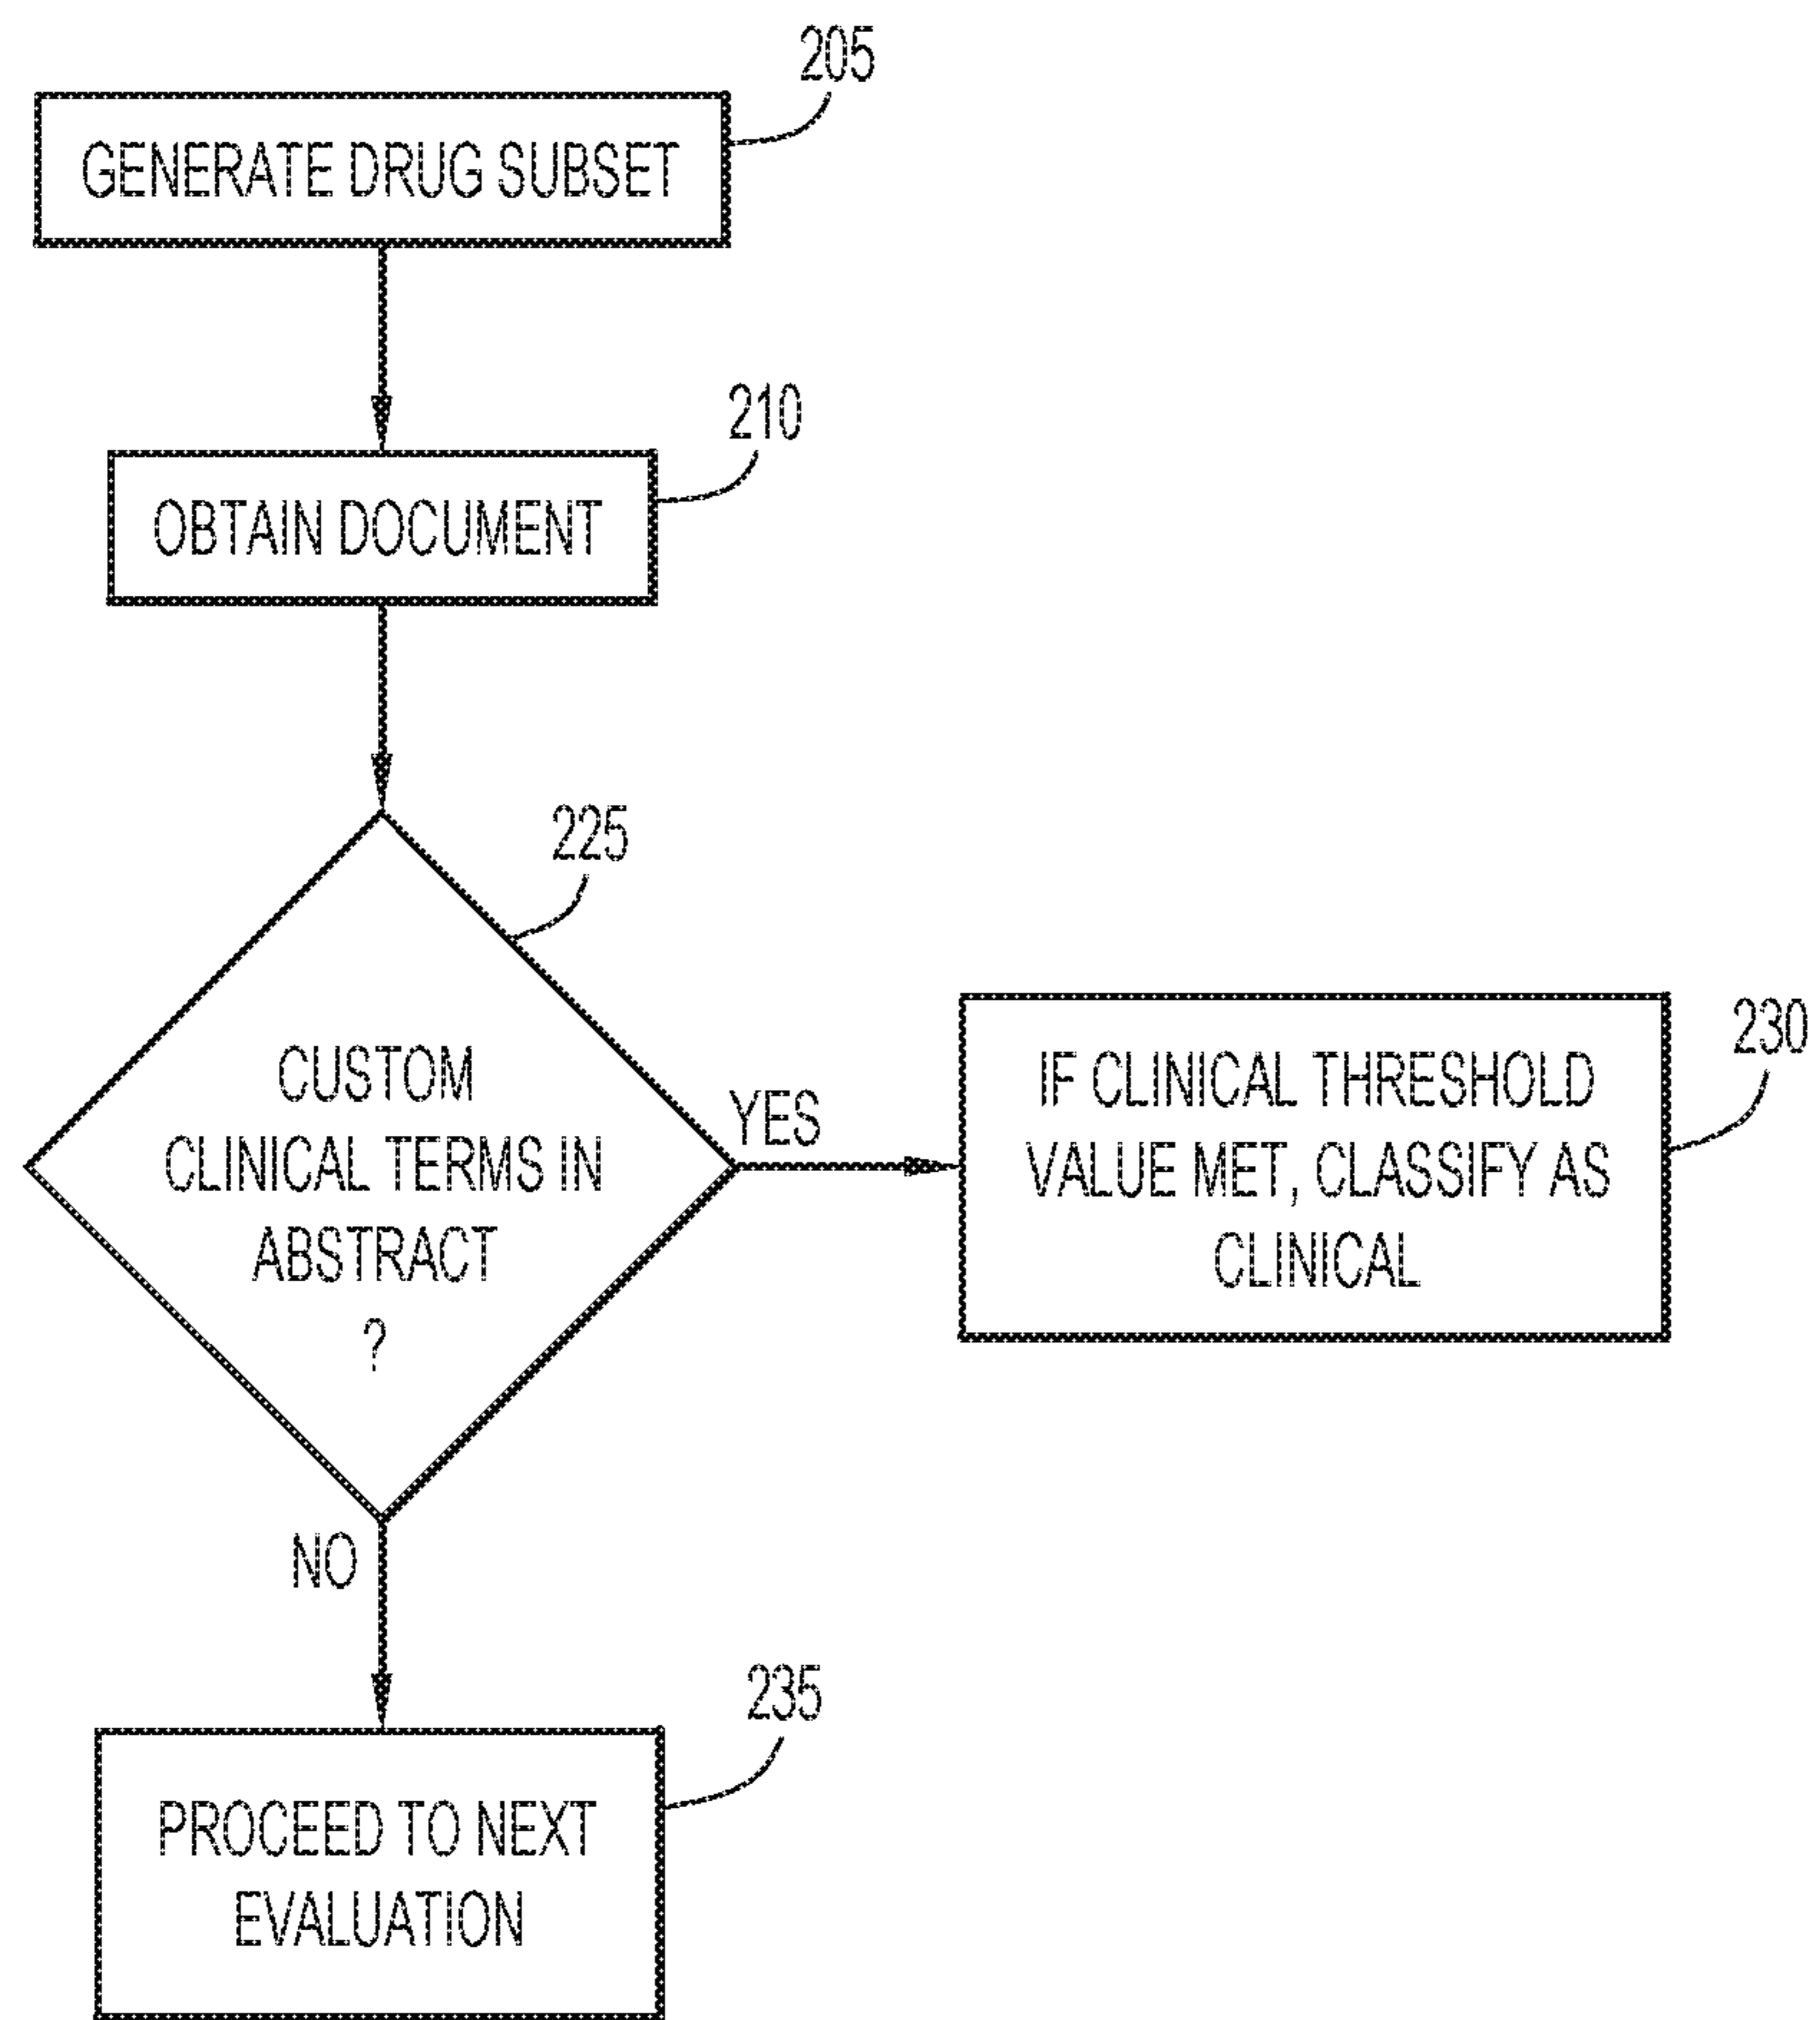 205
GENERATE DRUG SUBSET
210
OBTAIN DOCUMENT
225
CUSTOM
CLINICAL TERMS IN
ABSTRACT
?
YES
230
IF CLINICAL THRESHOLD
VALUE MET, CLASSIFY AS
CLINICAL
NO
235
PROCEED TO NEXT
EVALUATION